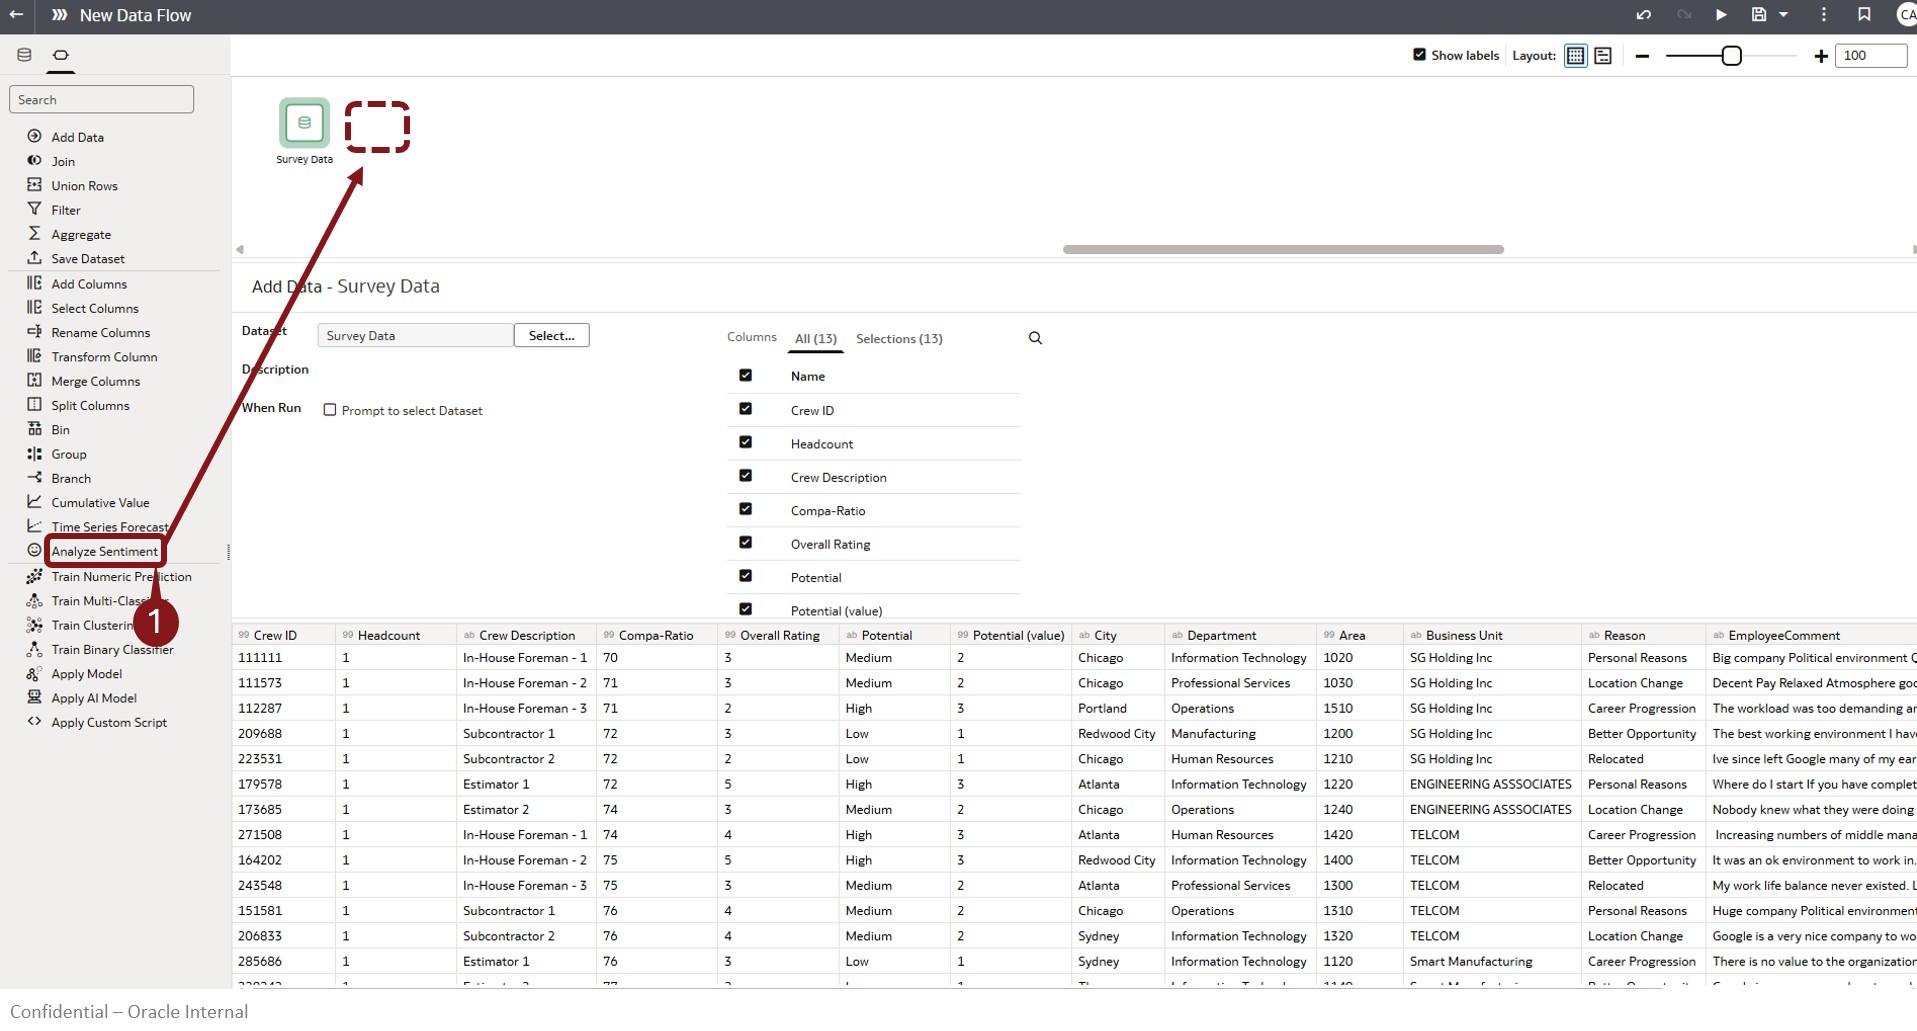 New Data Flow
CA
Show labels Layout: 100
Search
Add Data
Join
Union Rows
Filter
Aggregate
Save Dataset
Add Columns
Select Columns
Rename Columns
Transform Column
Merge Columns
Split Columns
Bin
Group
Branch
Cumulative Value
Time Series Forecast
Analyze Sentiment
Train Numeric Prediction
Train Multi-Classifier
Train Clustering
1
Train Binary Classifier
Apply Model
Apply AI Model
Apply Custom Script
Survey Data
Add Data - Survey Data
Dataset Survey Data Select...
Description
When Run Prompt to select Dataset
Columns All (13) Selections (13)
Name
Crew ID
Headcount
Crew Description
Compa-Ratio
Overall Rating
Potential
Potential (value)
99 Crew ID 99 Headcount ab Crew Description 99 Compa-Ratio 99 Overall Rating ab Potential 99 Potential (value) ab City ab Department 99 Area ab Business Unit ab Reason ab EmployeeComment
111111 1 In-House Foreman - 1 70 3 Medium 2 Chicago Information Technology 1020 SG Holding Inc Personal Reasons Big company Political environment
111573 1 In-House Foreman - 2 71 3 Medium 2 Chicago Professional Services 1030 SG Holding Inc Location Change Decent Pay Relaxed Atmosphere
112287 1 In-House Foreman - 3 71 2 High 3 Portland Operations 1510 SG Holding Inc Career Progression The workload was too demanding
209688 1 Subcontractor 1 72 3 Low 1 Redwood City Manufacturing 1200 SG Holding Inc Better Opportunity The best working environment I
223531 1 Subcontractor 2 72 2 Low 1 Chicago Human Resources 1210 SG Holding Inc Relocated Ive since left Google many of my
179578 1 Estimator 1 72 5 High 3 Atlanta Information Technology 1220 ENGINEERING ASSSOCIATES Personal Reasons Where do I start If you have
173685 1 Estimator 2 74 3 Medium 2 Chicago Operations 1240 ENGINEERING ASSSOCIATES Location Change Nobody knew what they were doing
271508 1 In-House Foreman - 1 74 4 High 3 Atlanta Human Resources 1420 TELCOM Career Progression Increasing numbers of middle
164202 1 In-House Foreman - 2 75 5 High 3 Redwood City Information Technology 1400 TELCOM Better Opportunity It was an ok environment to work in.
243548 1 In-House Foreman - 3 75 3 Medium 2 Atlanta Professional Services 1300 TELCOM Relocated My work life balance never existed.
151581 1 Subcontractor 1 76 4 Medium 2 Chicago Operations 1310 TELCOM Personal Reasons Huge company Political environment
206833 1 Subcontractor 2 76 4 Medium 2 Sydney Information Technology 1320 TELCOM Location Change Google is a very nice company to
285686 1 Estimator 1 76 3 Low 1 Sydney Information Technology 1120 Smart Manufacturing Career Progression There is no value to the
Confidential – Oracle Internal